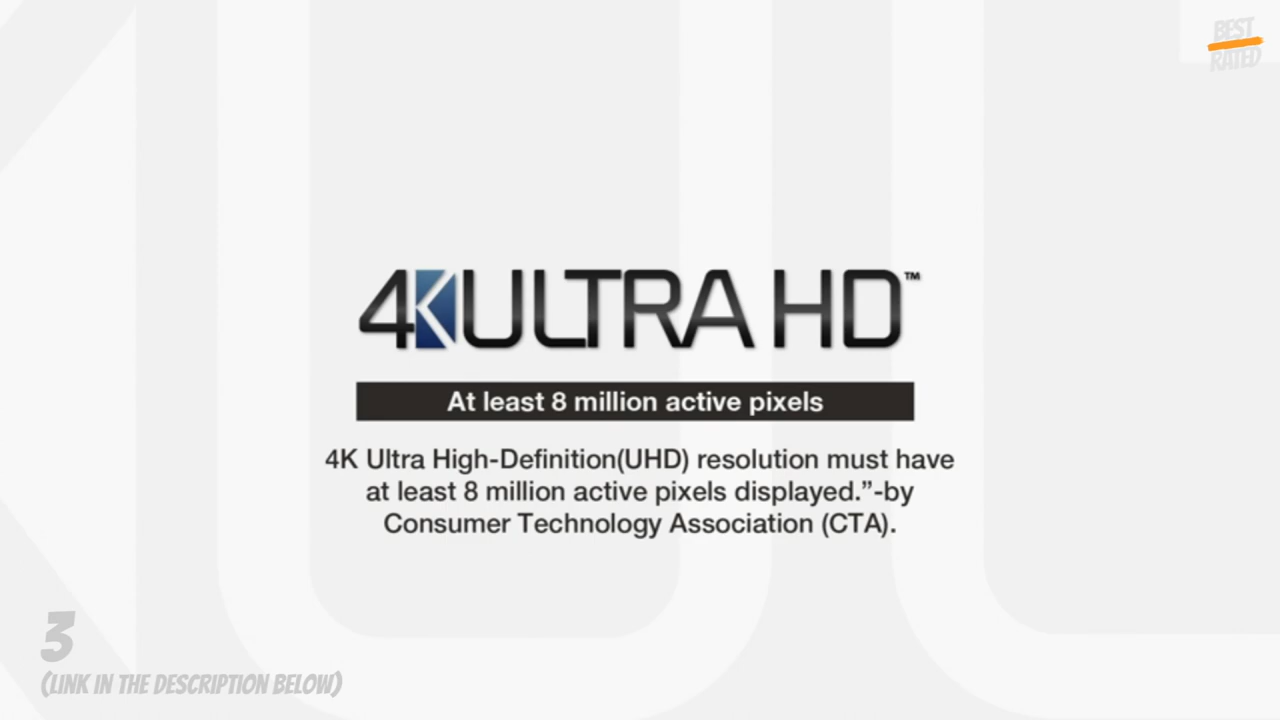 BEST
RATED
4K ULTRA HD™
At least 8 million active pixels
4K Ultra High-Definition(UHD) resolution must have
at least 8 million active pixels displayed.”-by
Consumer Technology Association (CTA).
3
(LINK IN THE DESCRIPTION BELOW)